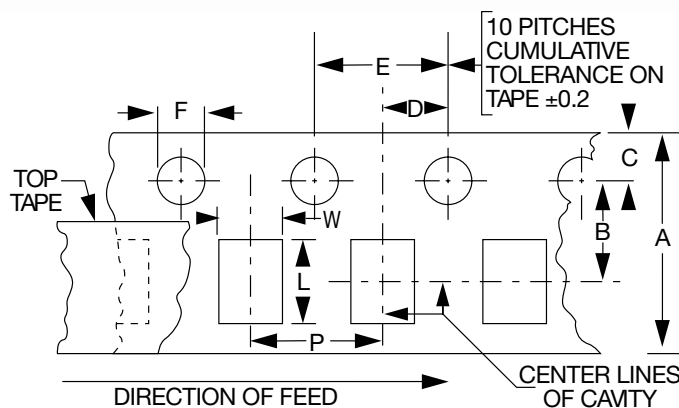 10 PITCHES
CUMULATIVE
TOLERANCE ON
TAPE ±0.2
E
F
D
C
TOP
TAPE
W
B
A
L
P
DIRECTION OF FEED
CENTER LINES
OF CAVITY